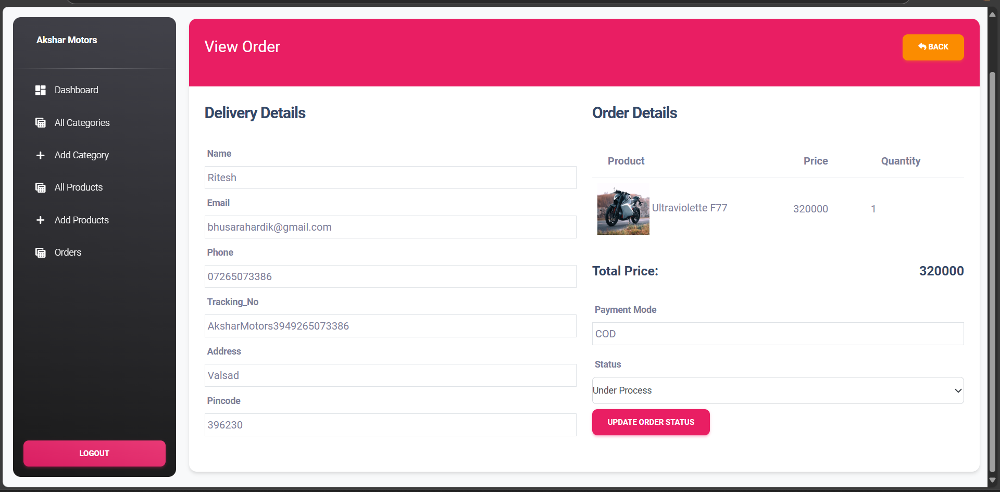 Akshar Motors
Dashboard
All Categories
Add Category
All Products
Add Products
Orders
LOGOUT
View Order
BACK
Delivery Details
Name
Ritesh
Email
bhusarahardik@gmail.com
Phone
07265073386
Tracking_No
AksharMotors3949265073386
Address
Valsad
Pincode
396230
Order Details
Product Price Quantity
Ultraviolette F77 320000 1
Total Price: 320000
Payment Mode
COD
Status
Under Process
UPDATE ORDER STATUS